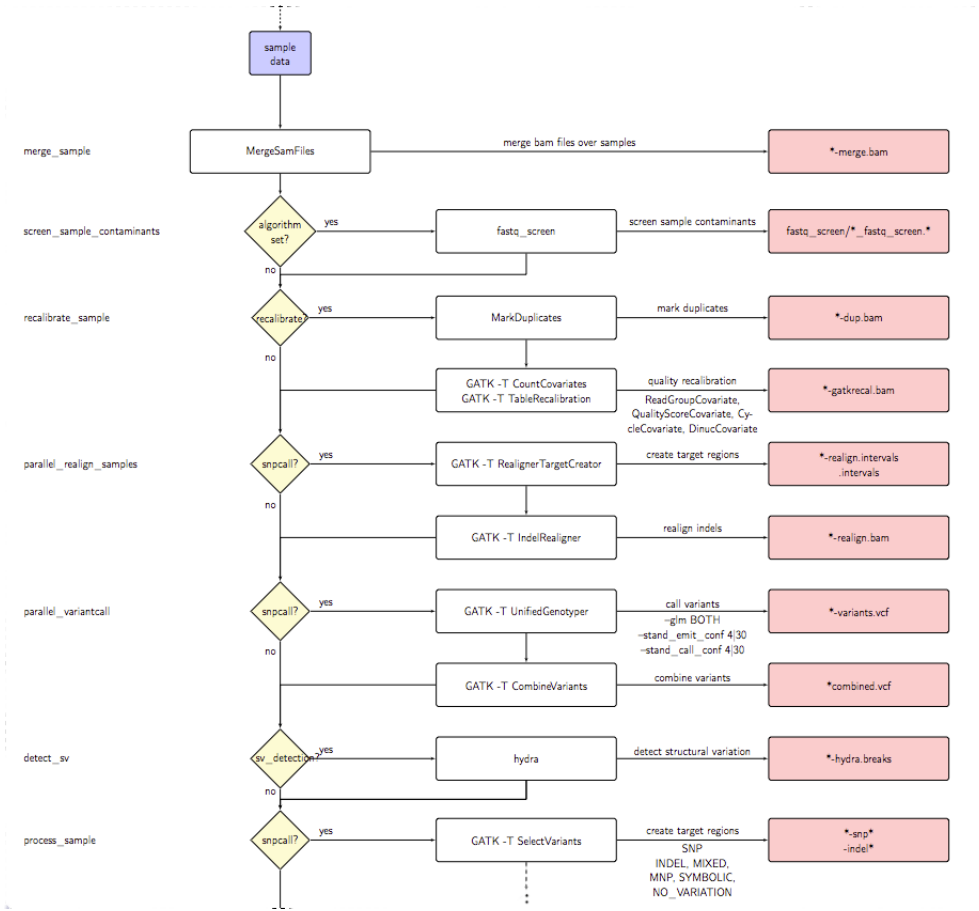 sample
data
merge_sample
MergeSamFiles
merge bam files over samples
*-merge.bam
screen_sample_contaminants
algorithm
set?
yes
no
fastq_screen
screen sample contaminants
fastq_screen/*_fastq_screen.*
recalibrate_sample
recalibrate?
yes
no
MarkDuplicates
mark duplicates
*-dup.bam
GATK -T CountCovariates
GATK -T TableRecalibration
quality recalibration
ReadGroupCovariate,
QualityScoreCovariate, Cy-
cleCovariate, DinucCovariate
*-gatkrecal.bam
parallel_realign_samples
snpcall?
yes
no
GATK -T RealignerTargetCreator
create target regions
*-realign.intervals
.intervals
GATK -T IndelRealigner
realign indels
*-realign.bam
parallel_variantcall
snpcall?
yes
no
GATK -T UnifiedGenotyper
call variants
–glm BOTH
–stand_emit_conf 4|30
–stand_call_conf 4|30
*-variants.vcf
GATK -T CombineVariants
combine variants
*combined.vcf
detect_sv
sv_detection?
yes
no
hydra
detect structural variation
*-hydra.breaks
process_sample
snpcall?
yes
GATK -T SelectVariants
create target regions
SNP
INDEL, MIXED,
MNP, SYMBOLIC,
NO_VARIATION
*-snp*
-indel*